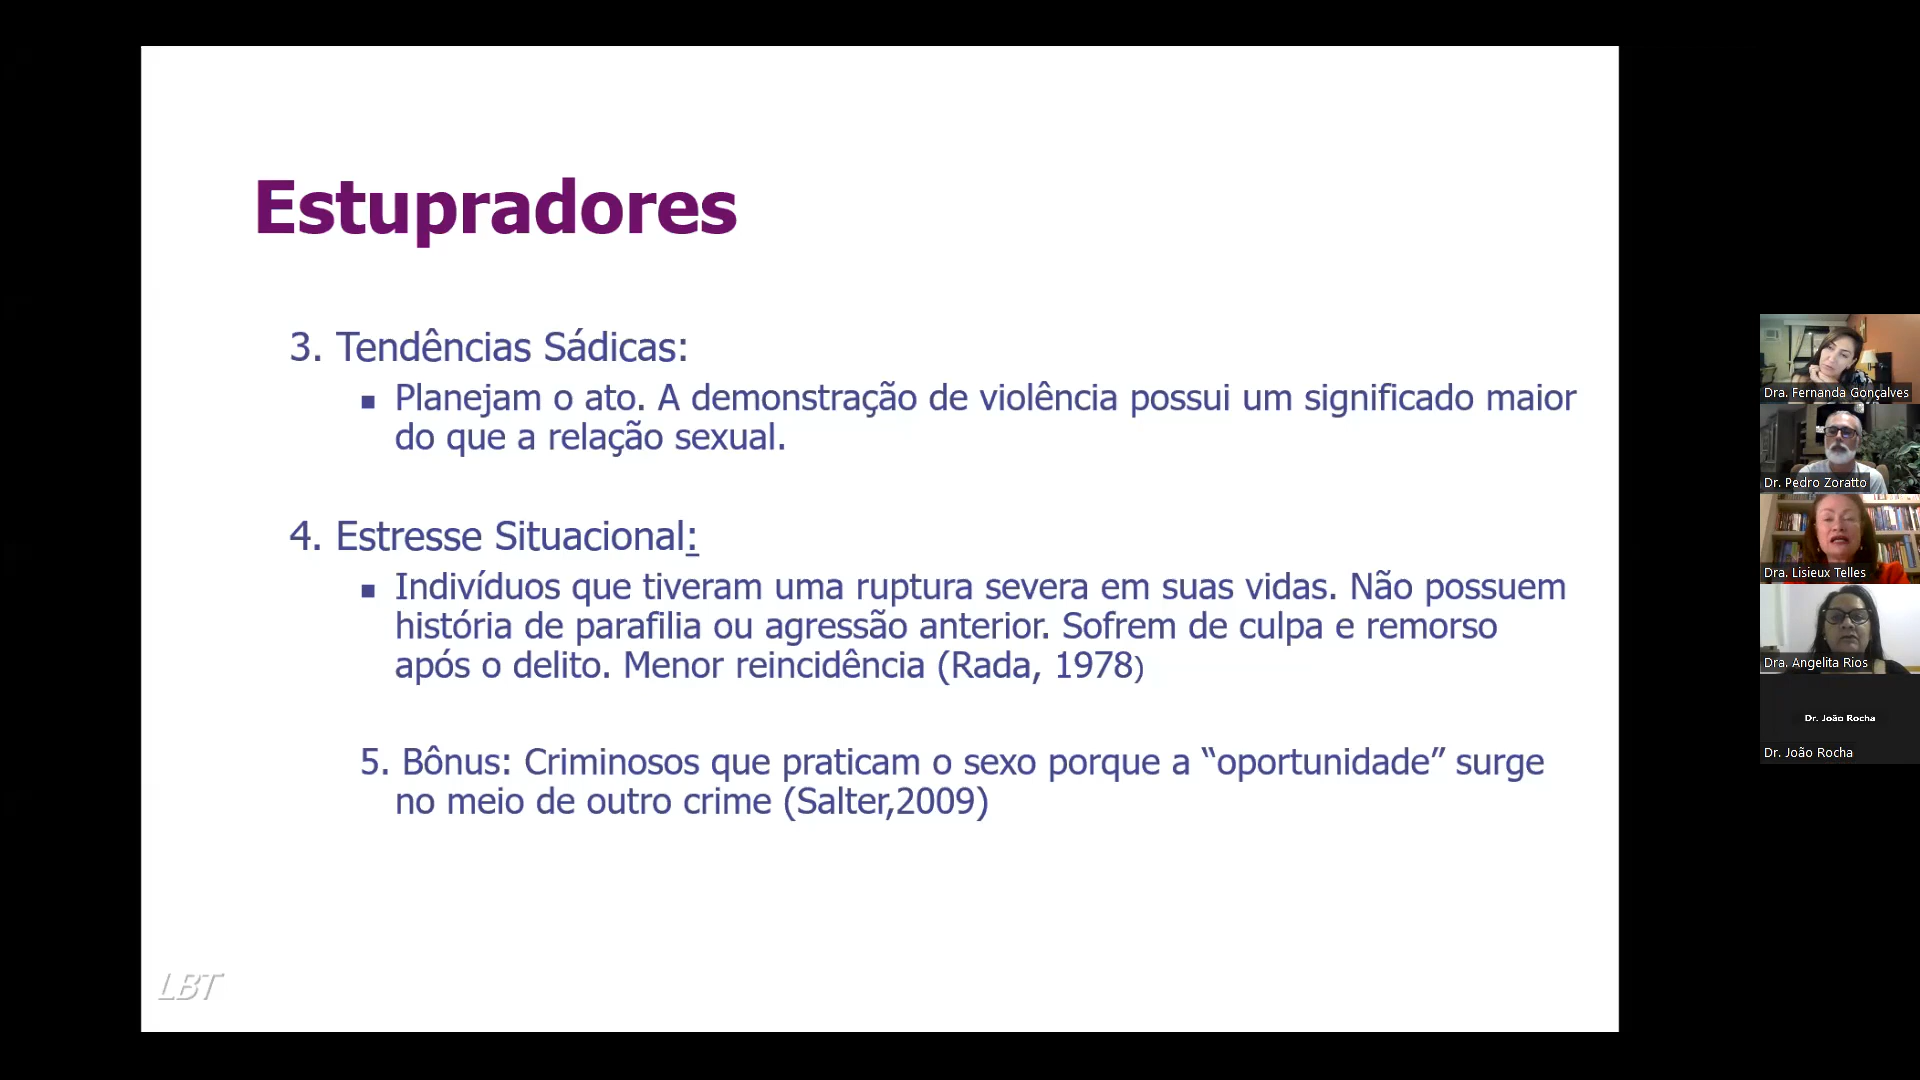 Estupradores
3. Tendências Sádicas:
▪ Planejam o ato. A demonstração de violência possui um significado maior
do que a relação sexual.
4. Estresse Situacional:
▪ Indivíduos que tiveram uma ruptura severa em suas vidas. Não possuem
história de parafilia ou agressão anterior. Sofrem de culpa e remorso
após o delito. Menor reincidência (Rada, 1978)
5. Bônus: Criminosos que praticam o sexo porque a “oportunidade” surge
no meio de outro crime (Salter,2009)
LBT
Dra. Fernanda Gonçalves
Dr. Pedro Zoratto
Dra. Lisieux Telles
Dra. Angelita Rios
Dr. João Rocha
Dr. João Rocha